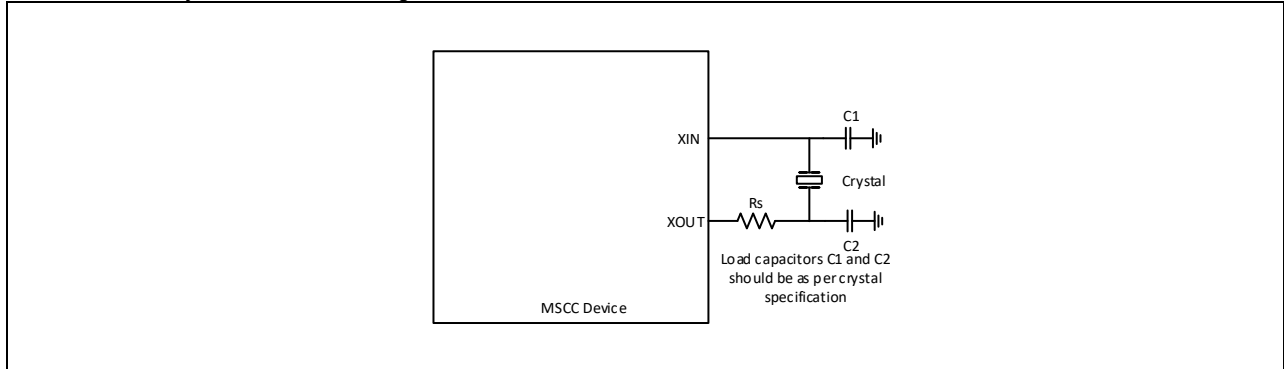 C1
XIN
Crystal
Rs
XOUT
C2
Load capacitors C1 and C2
should be as per crystal
specification
MSCC Device